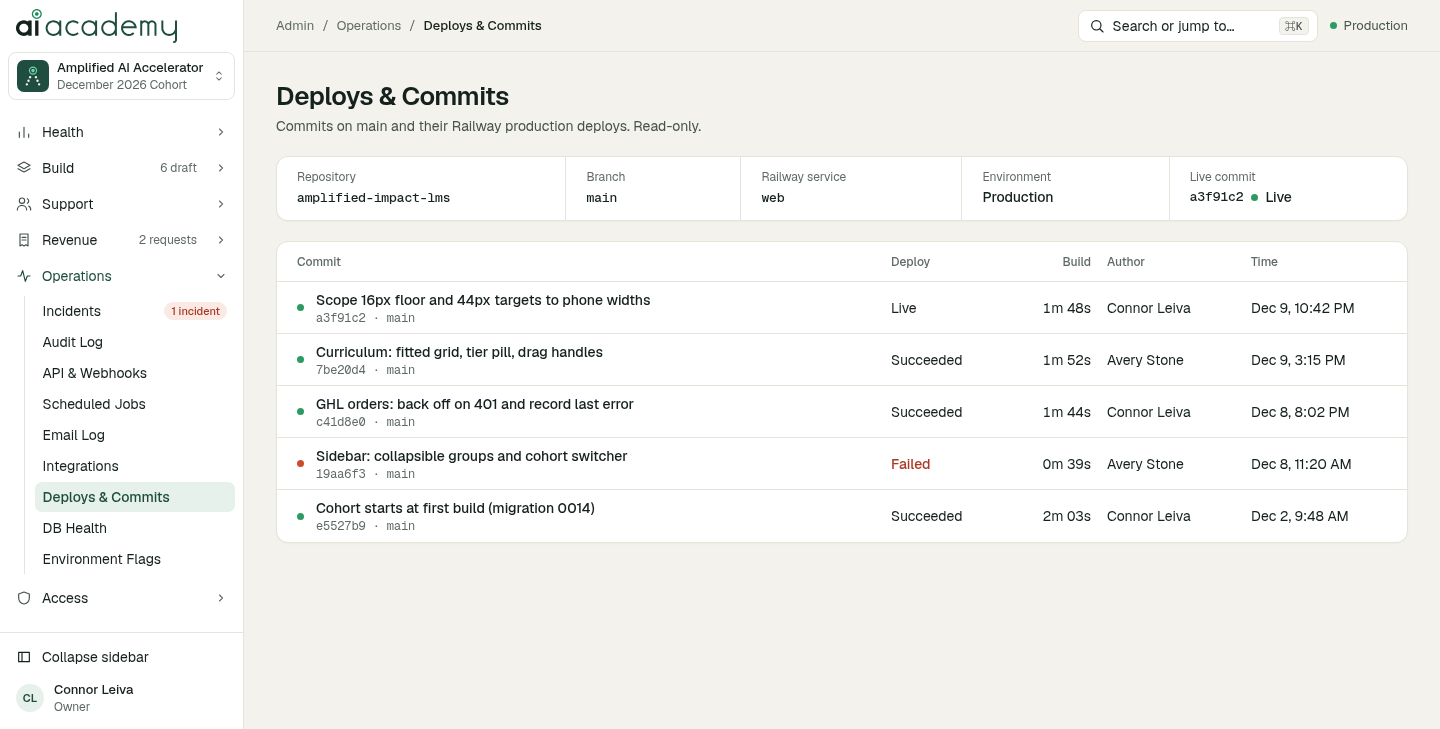 ai academy
Amplified AI Accelerator
December 2026 Cohort
Health
Build 6 draft
Support
Revenue 2 requests
Operations
Incidents 1 incident
Audit Log
API & Webhooks
Scheduled Jobs
Email Log
Integrations
Deploys & Commits
DB Health
Environment Flags
Access
Collapse sidebar
CL
Connor Leiva
Owner
Admin / Operations / Deploys & Commits
Search or jump to… ⌘K
Production
Deploys & Commits
Commits on main and their Railway production deploys. Read-only.
Repository Branch Railway service Environment Live commit
amplified-impact-lms main web Production a3f91c2 Live
Commit Deploy Build Author Time
Scope 16px floor and 44px targets to phone widths
a3f91c2 · main
Live 1m 48s Connor Leiva Dec 9, 10:42 PM
Curriculum: fitted grid, tier pill, drag handles
7be20d4 · main
Succeeded 1m 52s Avery Stone Dec 9, 3:15 PM
GHL orders: back off on 401 and record last error
c41d8e0 · main
Succeeded 1m 44s Connor Leiva Dec 8, 8:02 PM
Sidebar: collapsible groups and cohort switcher
19aa6f3 · main
Failed 0m 39s Avery Stone Dec 8, 11:20 AM
Cohort starts at first build (migration 0014)
e5527b9 · main
Succeeded 2m 03s Connor Leiva Dec 2, 9:48 AM